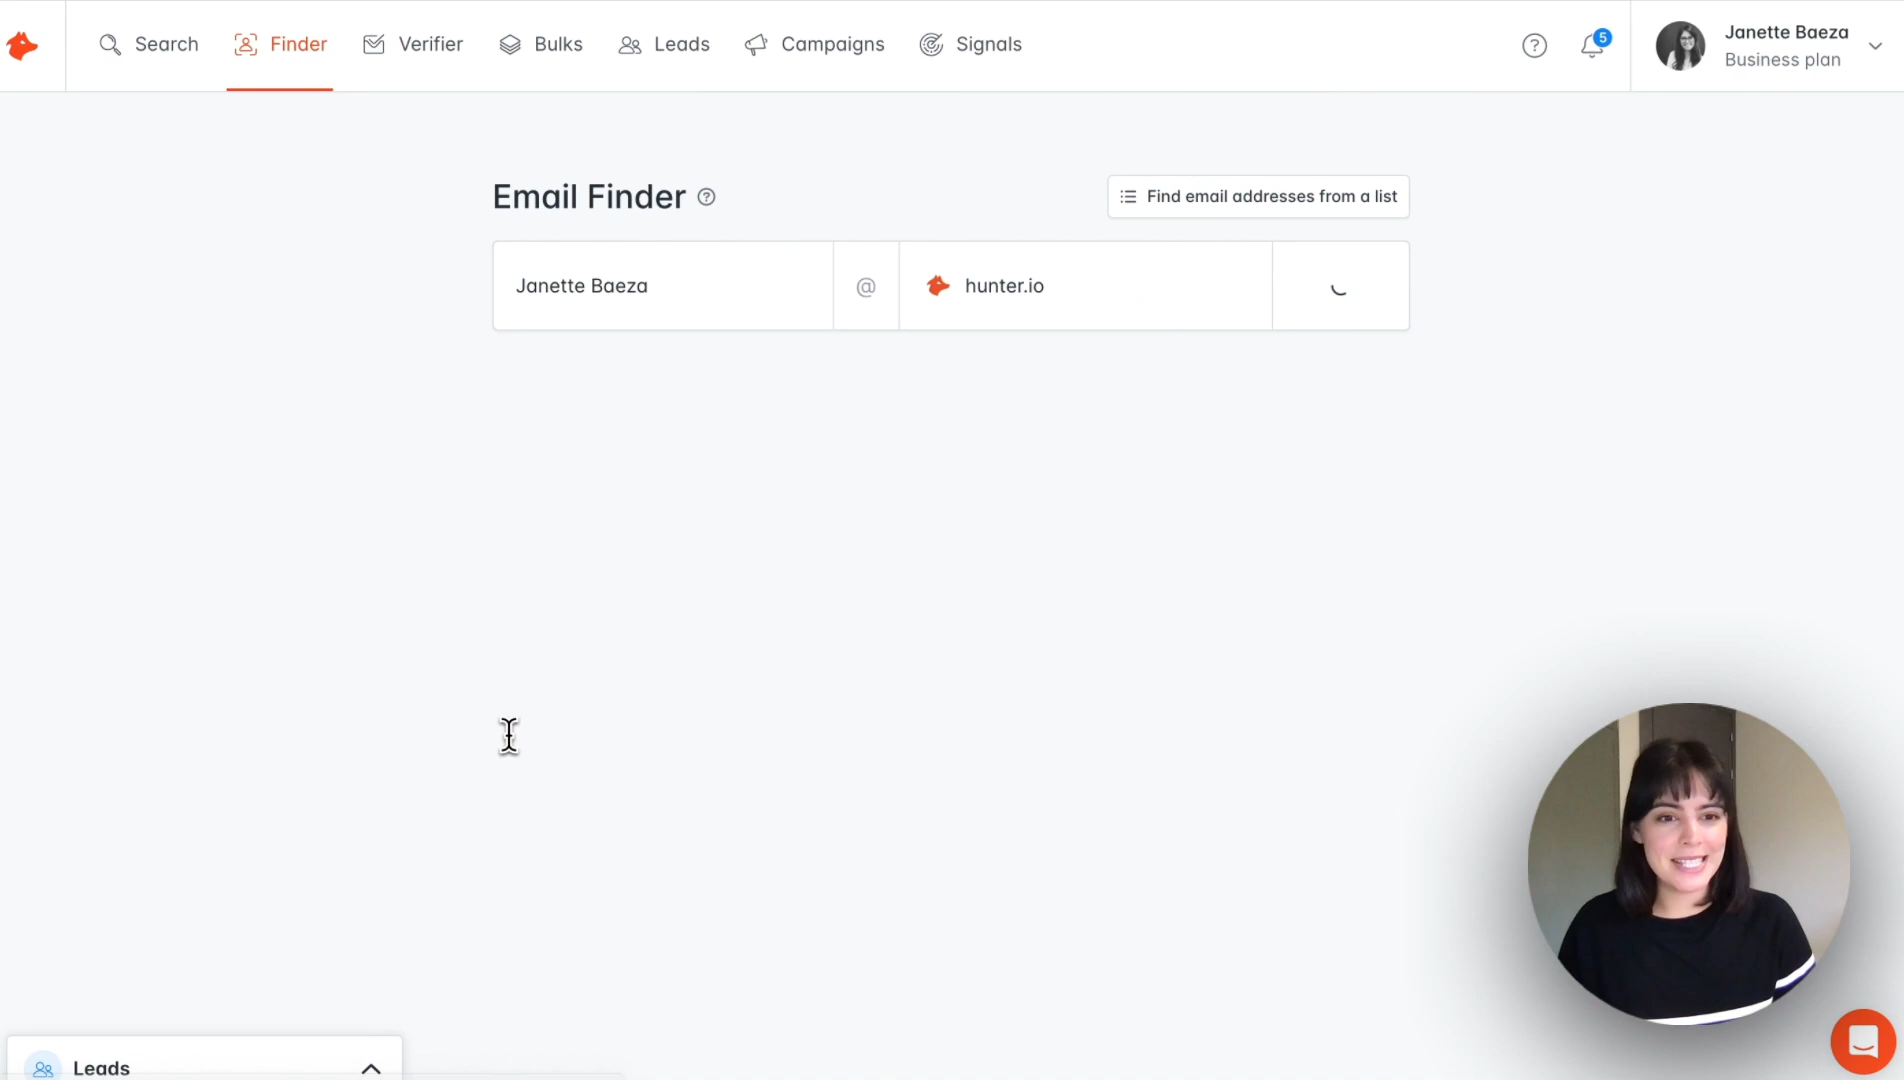 Search
Finder
Verifier
Bulks
Leads
Campaigns
Signals
5
Janette Baeza
Business plan
Email Finder
Find email addresses from a list
Janette Baeza
@
hunter.io
Leads